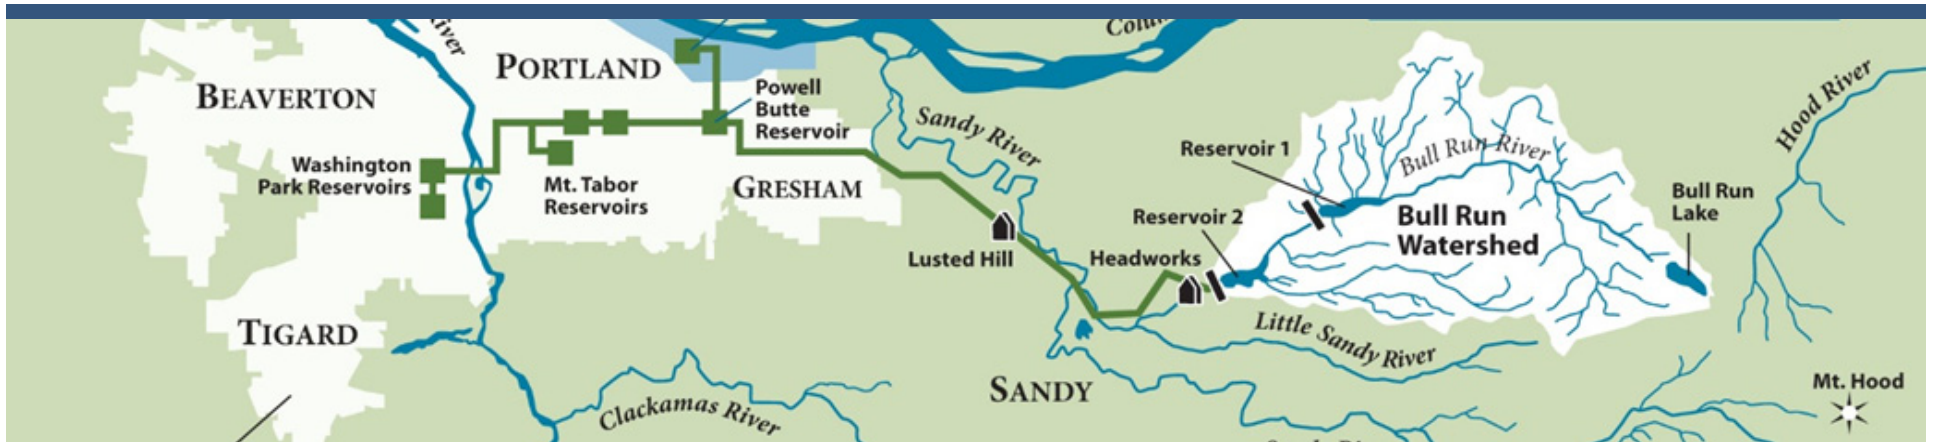 Colu
River
PORTLAND
BEAVERTON
Powell
Butte
Reservoir
Hood River
Sandy River
Reservoir 1
Bull Run River
Washington
Park Reservoirs
Mt. Tabor
Reservoirs
GRESHAM
Bull Run
Lake
Reservoir 2
Bull Run
Watershed
Lusted Hill
Headworks
TIGARD
Little Sandy River
SANDY
Mt. Hood
Clackamas River